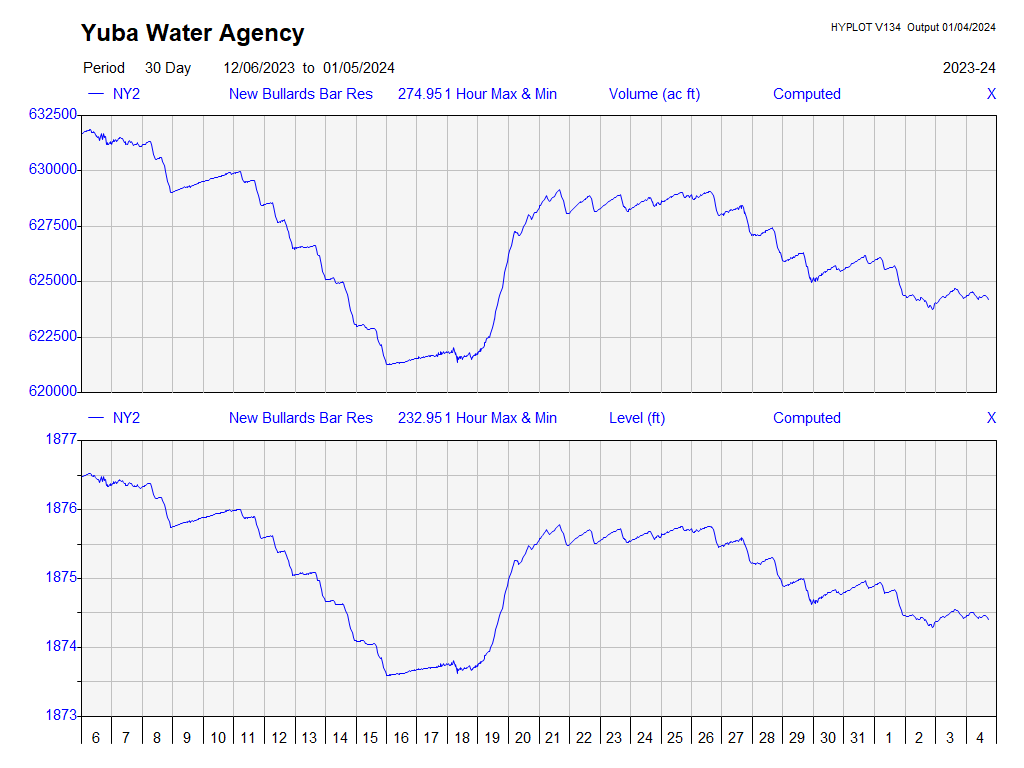 Yuba Water Agency
HYPLOT V134 Output 01/04/2024
Period 30 Day 12/06/2023 to 01/05/2024 2023-24
NY2 New Bullards Bar Res 274.95 1 Hour Max & Min Volume (ac ft) Computed X
632500
630000
627500
625000
622500
620000
NY2 New Bullards Bar Res 232.95 1 Hour Max & Min Level (ft) Computed X
1877
1876
1875
1874
1873
6 7 8 9 10 11 12 13 14 15 16 17 18 19 20 21 22 23 24 25 26 27 28 29 30 31 1 2 3 4